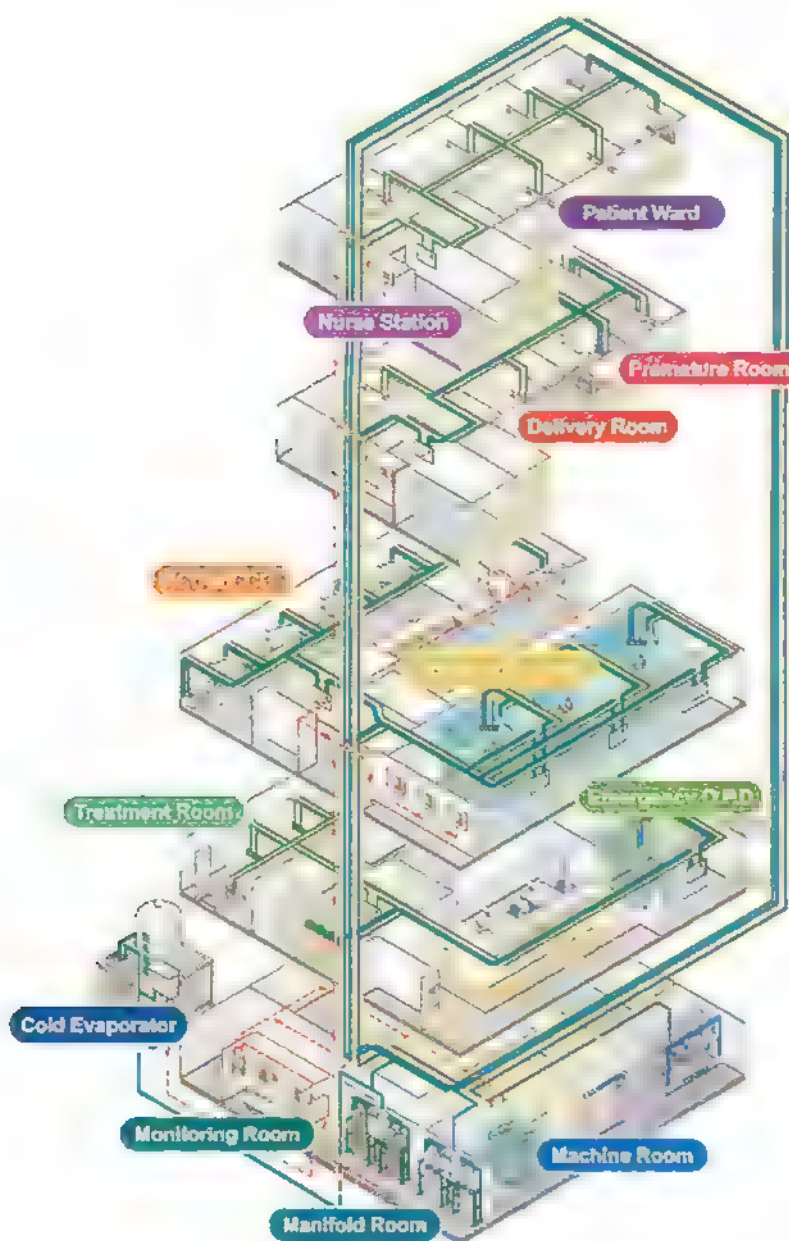 Patient Ward
Nurse Station
Premature Room
Delivery Room
Treatment Room
Cold Evaporator
Monitoring Room
Machine Room
Manifold Room